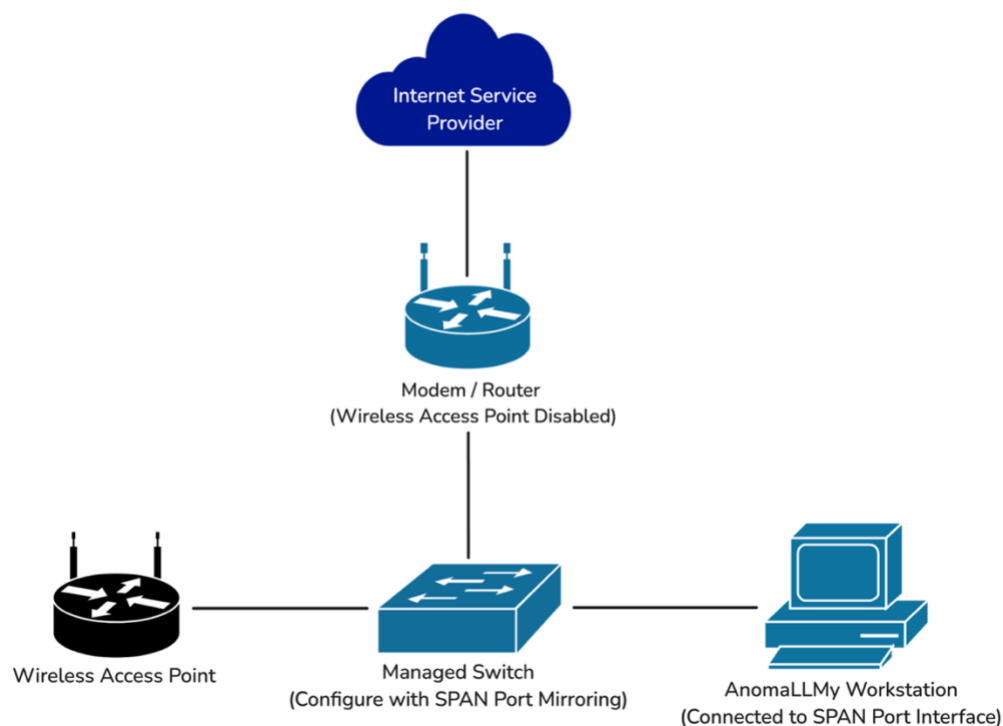 Internet Service
Provider
Modem / Router
(Wireless Access Point Disabled)
Wireless Access Point
Managed Switch
(Configure with SPAN Port Mirroring)
AnomaLLMy Workstation
(Connected to SPAN Port Interface)